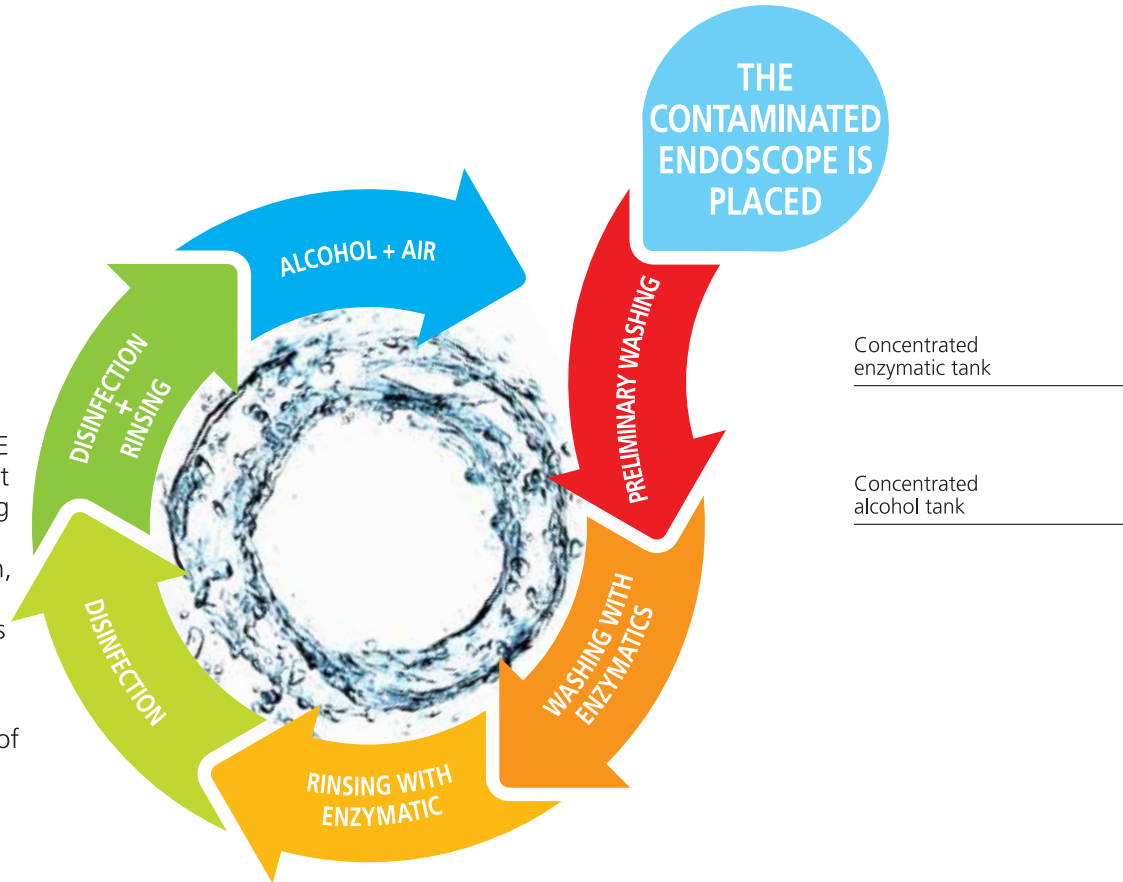 THE
CONTAMINATED
ENDOSCOPE IS
PLACED
PRELIMINARY WASHING
WASHING WITH
ENZYMATICS
RINSING WITH
ENZYMATIC
DISINFECTION
DISINFECTION
+
RINSING
ALCOHOL + AIR
Concentrated
enzymatic tank
Concentrated
alcohol tank
of